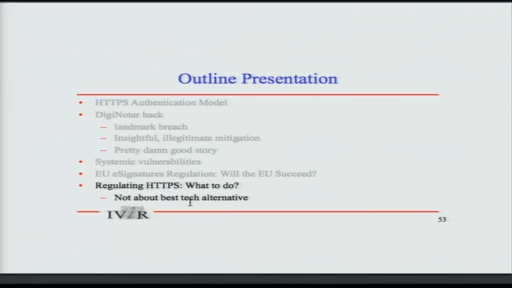 Outline Presentation
• HTTPS Authentication Model
• DigiNotar hack
– landmark breach
– Insightful, illegitimate mitigation
– Pretty damn good story
• Systemic vulnerabilities
• EU eSignatures Regulation: Will the EU Succeed?
• Regulating HTTPS: What to do?
– Not about best tech alternative
IViR
53